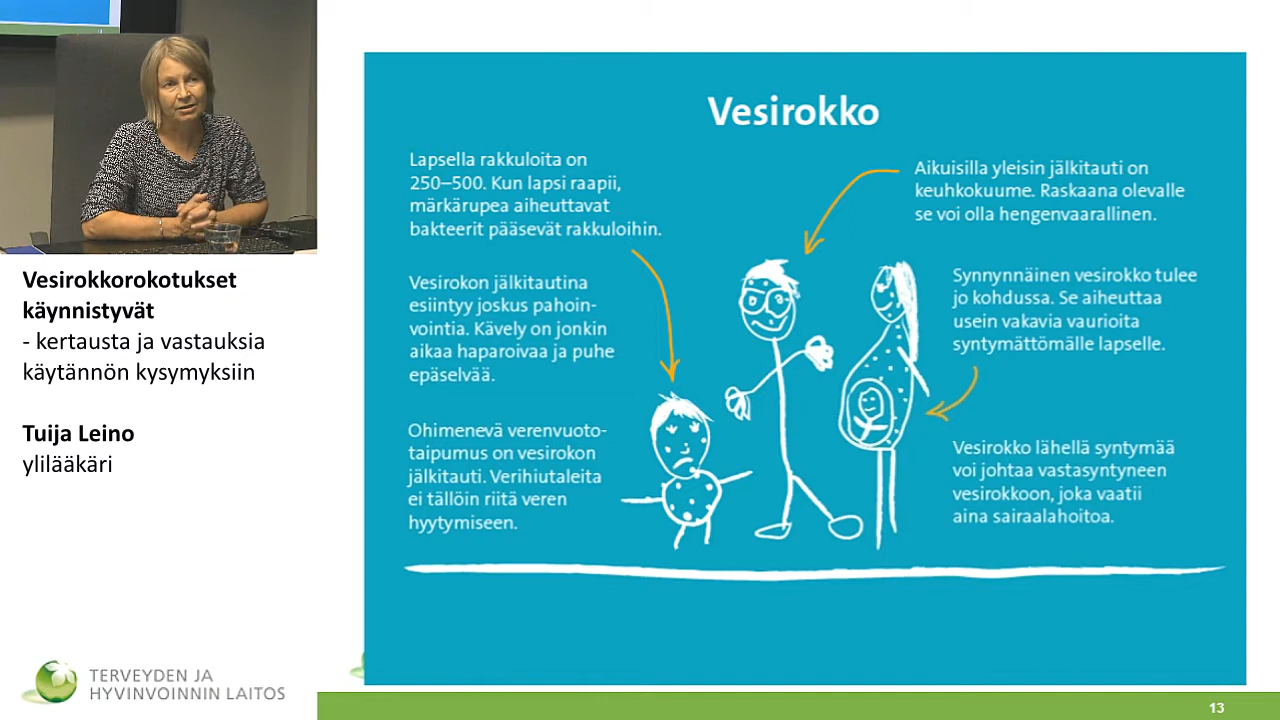 Vesirokkorokotukset
käynnistyvät
- kertausta ja vastauksia
käytännön kysymyksiin
Tuija Leino
ylilääkäri
TERVEYDEN JA
HYVINVOINNIN LAITOS
Vesirokko
Lapsella rakkuloita on
250–500. Kun lapsi raapii,
märkärupea aiheuttavat
bakteerit pääsevät rakkuloihin.
Vesirokon jälkitautina
esiintyy joskus pahoin-
vointia. Kävely on jonkin
aikaa haparoivaa ja puhe
epäselvää.
Ohimenevä verenvuoto-
taipumus on vesirokon
jälkitauti. Verihiutaleita
ei tällöin riitä veren
hyytymiseen.
Aikuisilla yleisin jälkitauti on
keuhkokuume. Raskaana olevalle
se voi olla hengenvaarallinen.
Synnynnäinen vesirokko tulee
jo kohdussa. Se aiheuttaa
usein vakavia vaurioita
syntymättömälle lapselle.
Vesirokko lähellä syntymää
voi johtaa vastasyntyneen
vesirokkoon, joka vaatii
aina sairaalahoitoa.
13